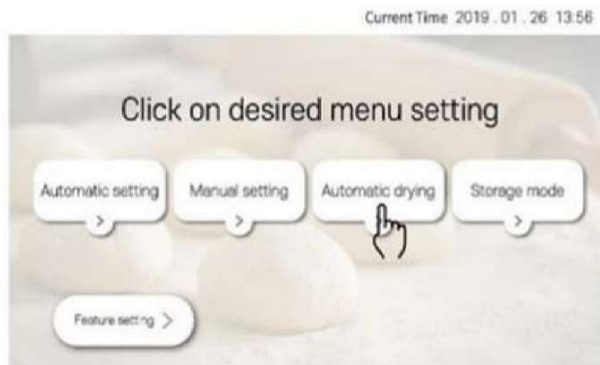 Current Time 2019 . 01 . 26 13:56
Click on desired menu setting
Automatic setting
Manual setting
Automatic drying
Storage mode
Feature setting